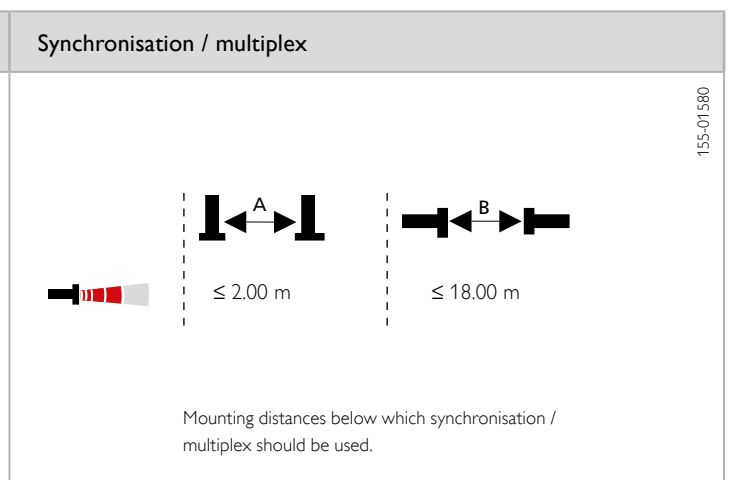 Synchronisation / multiplex
155-01580
A
B
≤ 2.00 m
≤ 18.00 m
Mounting distances below which synchronisation /
multiplex should be used.